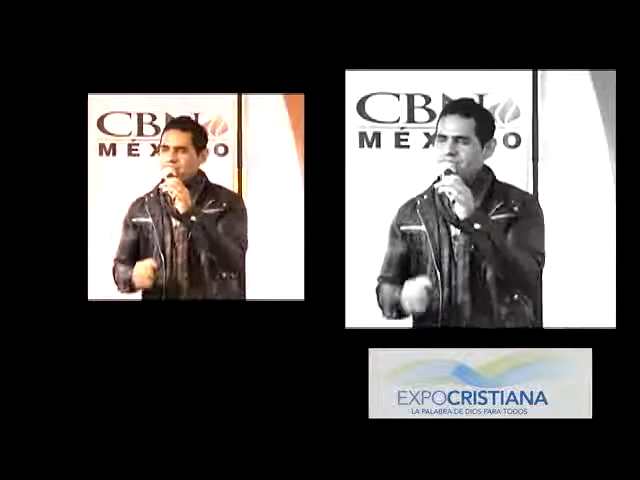 CBN
MÉXICO
CBN
MÉXICO
EXPOCRISTIANA
LA PALABRA DE DIOS PARA TODOS